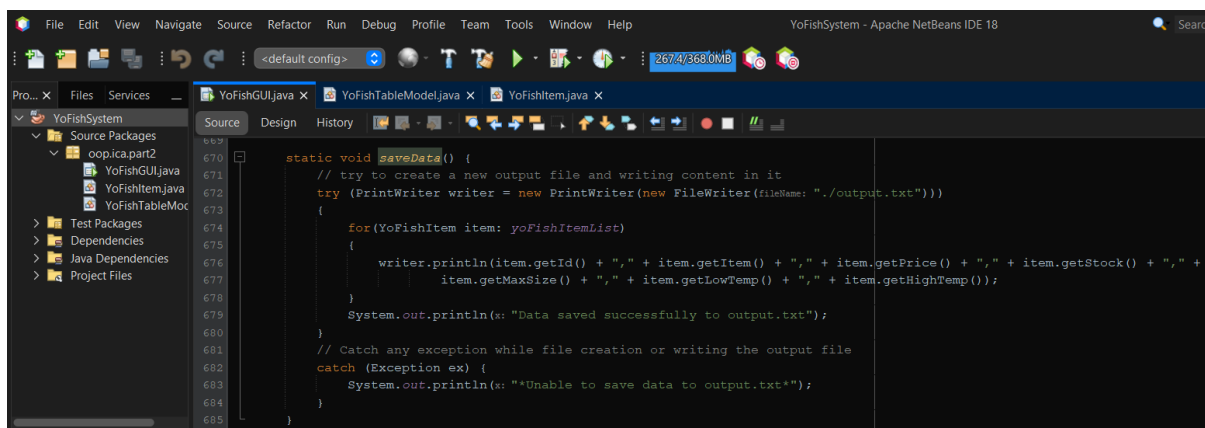 File Edit View Navigate Source Refactor Run Debug Profile Team Tools Window Help YoFishSystem - Apache NetBeans IDE 18 Searc
<default config> 267.4/368.0MB
Pro... X Files Services
YoFishGUI.java X YoFishTableModel.java X YoFishItem.java X
YoFishSystem
Source Packages
oop.ica.part2
YoFishGUI.java
YoFishItem.java
YoFishTableMoc
Test Packages
Dependencies
Java Dependencies
Project Files
Source Design History
669
670 static void saveData() {
671 // try to create a new output file and writing content in it
672 try (PrintWriter writer = new PrintWriter(new FileWriter(fileName: "./output.txt")))
673 {
674 for(YoFishItem item: yoFishItemList)
675 {
676 writer.println(item.getId() + "," + item.getItem() + "," + item.getPrice() + "," + item.getStock() + "," +
677 item.getMaxSize() + "," + item.getLowTemp() + "," + item.getHighTemp());
678 }
679 System.out.println(x: "Data saved successfully to output.txt");
680 }
681 // Catch any exception while file creation or writing the output file
682 catch (Exception ex) {
683 System.out.println(x: "*Unable to save data to output.txt*");
684 }
685 }